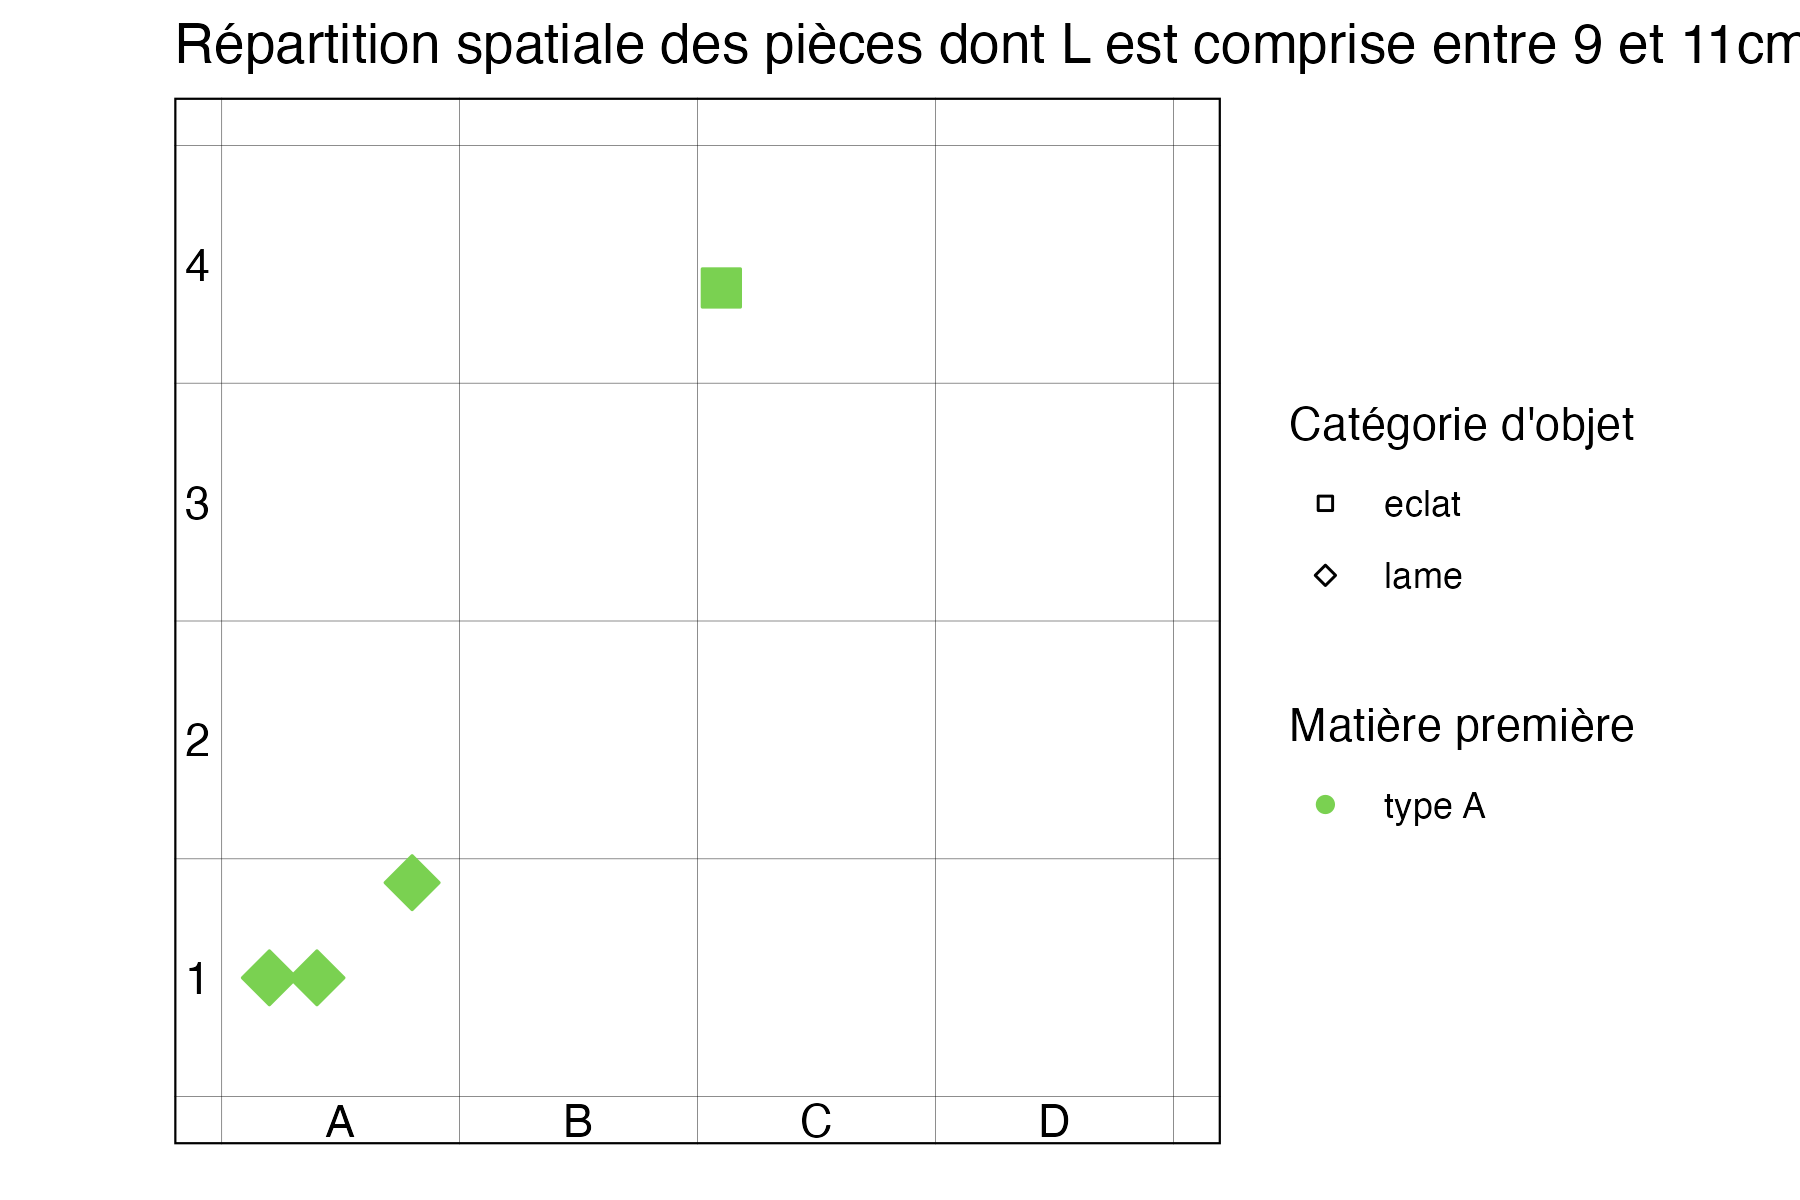 Répartition spatiale des pièces dont L est comprise entre 9 et 11cm
4
3
2
1
A B C D
Catégorie d'objet
eclat
lame
Matière première
type A